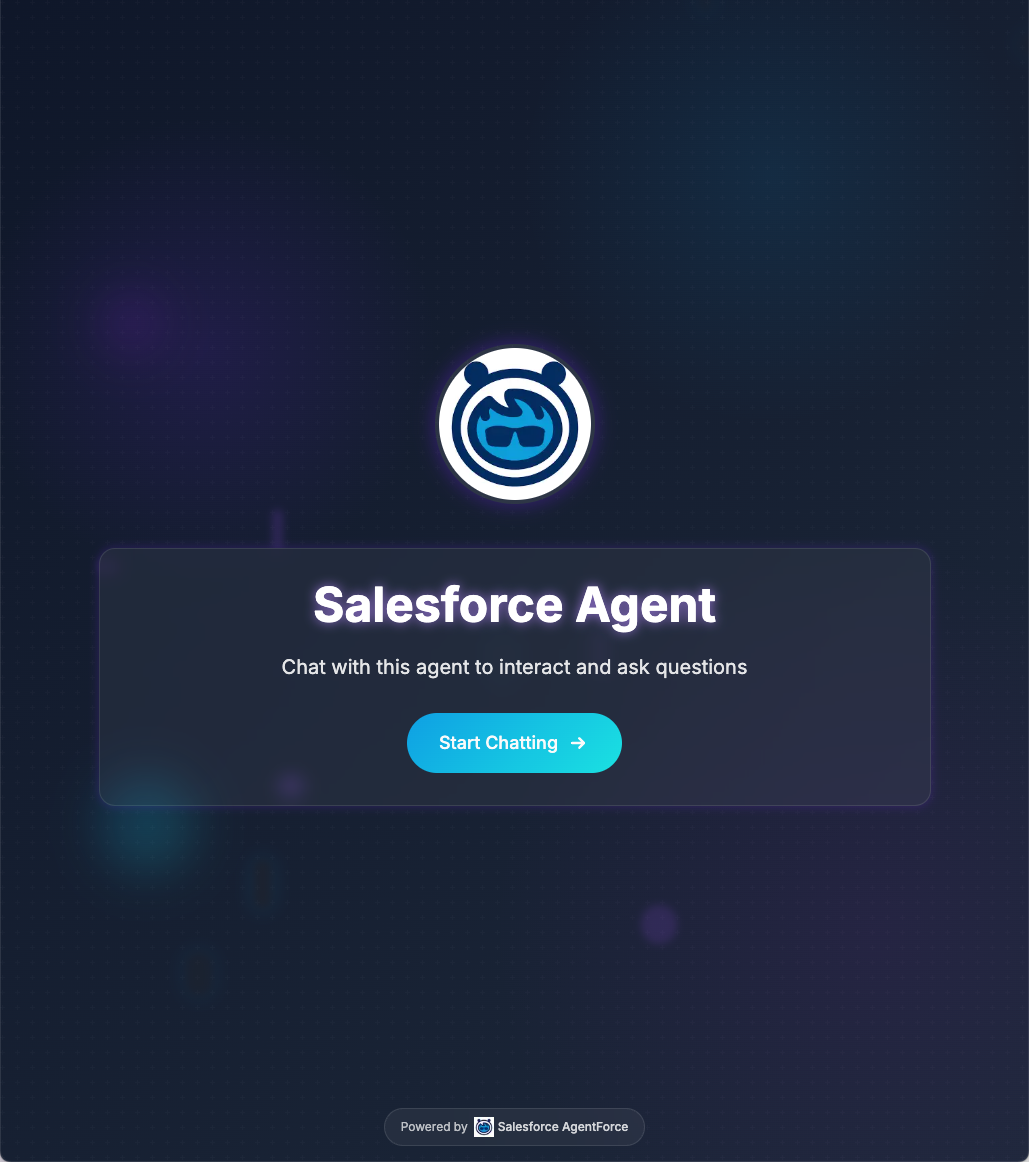 Salesforce Agent
Chat with this agent to interact and ask questions
Start Chatting
Powered by Salesforce AgentForce